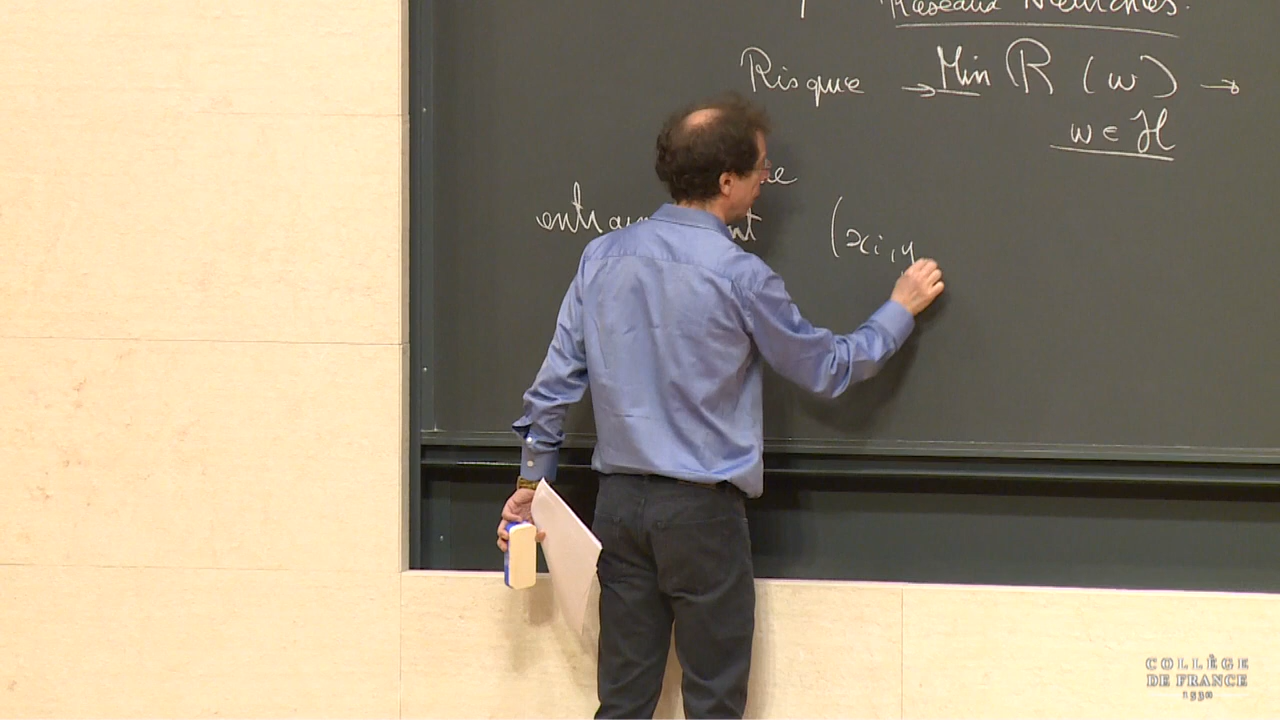 Réseaux Neurones.
Risque → Min R (w) →
w ∈ H
(xi, y
COLLÈGE
DE FRANCE
1530